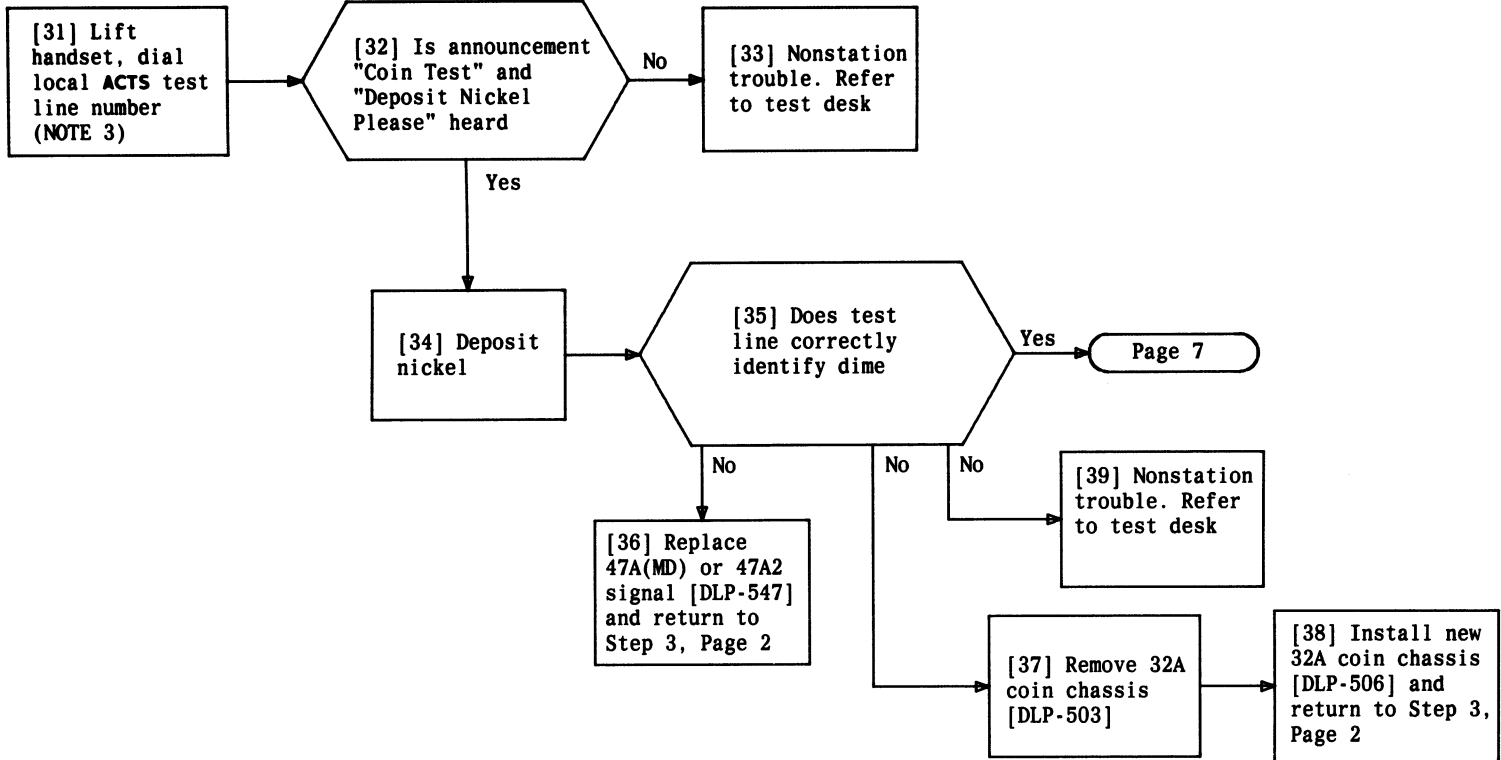 [31] Lift
handset, dial
local ACTS test
line number
(NOTE 3)
[32] Is announcement
"Coin Test" and
"Deposit Nickel
Please" heard
No
[33] Nonstation
trouble. Refer
to test desk
Yes
[34] Deposit
nickel
[35] Does test
line correctly
identify dime
Yes
Page 7
No
No
No
[36] Replace
47A(MD) or 47A2
signal [DLP-547]
and return to
Step 3, Page 2
[39] Nonstation
trouble. Refer
to test desk
[37] Remove 32A
coin chassis
[DLP-503]
[38] Install new
32A coin chassis
[DLP-506] and
return to Step 3,
Page 2